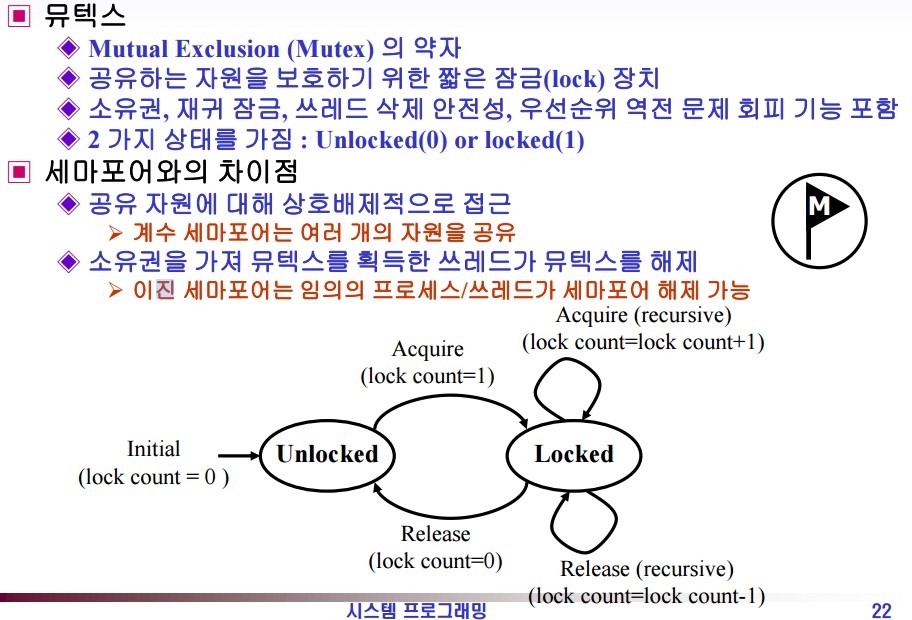 뮤텍스
Mutual Exclusion (Mutex) 의 약자
공유하는 자원을 보호하기 위한 짧은 잠금(lock) 장치
소유권, 재귀 잠금, 쓰레드 삭제 안전성, 우선순위 역전 문제 회피 기능 포함
2 가지 상태를 가짐 : Unlocked(0) or locked(1)
세마포어와의 차이점
공유 자원에 대해 상호배제적으로 접근
계수 세마포어는 여러 개의 자원을 공유
M
소유권을 가져 뮤텍스를 획득한 쓰레드가 뮤텍스를 해제
이진 세마포어는 임의의 프로세스/쓰레드가 세마포어 해제 가능
Acquire (recursive)
(lock count=lock count+1)
Acquire
(lock count=1)
Initial
(lock count = 0 )
Unlocked
Locked
Release
(lock count=0)
Release (recursive)
(lock count=lock count-1)
시스템 프로그래밍
22